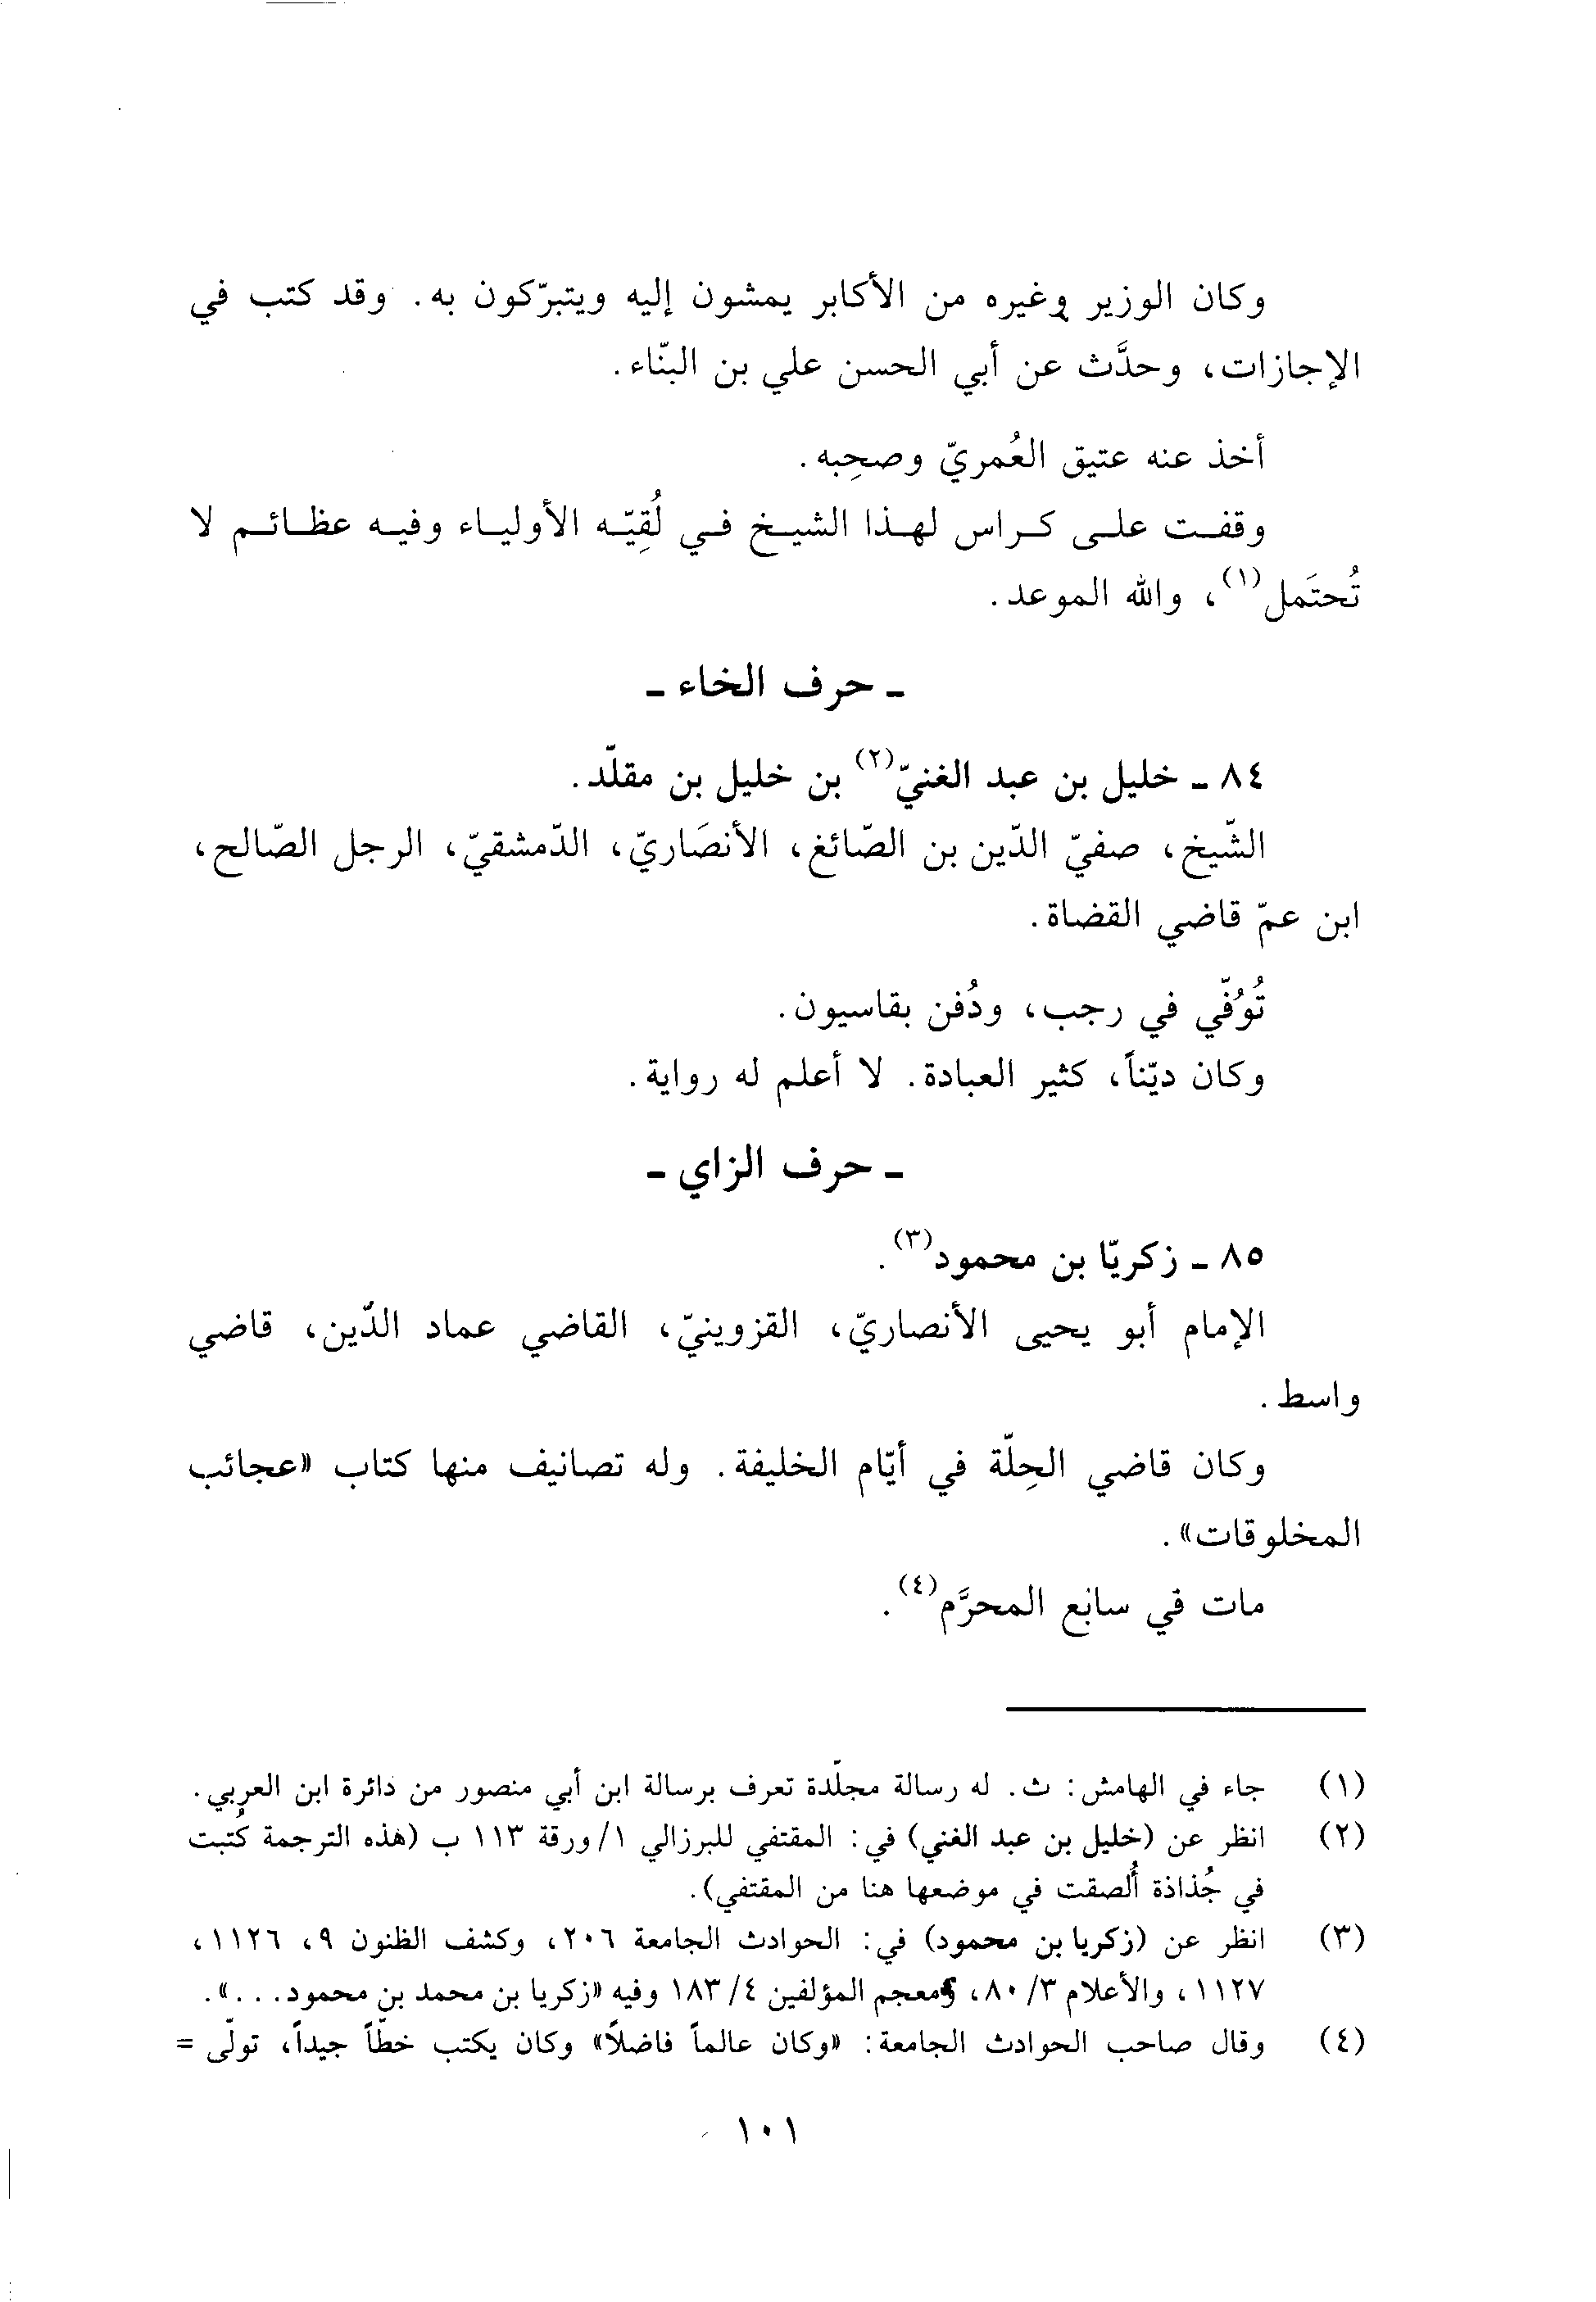 وكان الوزير وغيره من الأكابر يمشون إليه ويتبرّكون به. وقد كتب في
الإجازات، وحدَّث عن أبي الحسن علي بن البنّاء.
أخذ عنه عتيق العُمريّ وصحِبه.
وقفت على كراس لهذا الشيخ في لُقِيّه الأولياء وفيه عظائم لا
تُحتَمل(١)، والله الموعد.
ـ حرف الخاء ـ
٨٤ ـ خليل بن عبد الغنيّ(٢) بن خليل بن مقلّد.
الشّيخ، صفيّ الدّين بن الصّائغ، الأنصَاريّ، الدّمشقيّ، الرجل الصّالح،
ابن عمّ قاضي القضاة.
تُوُفّي في رجب، ودُفن بقاسيون.
وكان ديّناً، كثير العبادة. لا أعلم له رواية.
ـ حرف الزاي ـ
٨٥ ـ زكريّا بن محمود(٣).
الإمام أبو يحيى الأنصاريّ، القزوينيّ، القاضي عماد الدّين، قاضي
واسط.
وكان قاضي الحِلّة في أيّام الخليفة. وله تصانيف منها كتاب «عجائب
المخلوقات».
مات في سابع المحرَّم(٤).
(١) جاء في الهامش: ث. له رسالة مجلّدة تعرف برسالة ابن أبي منصور من دائرة ابن العربي.
(٢) انظر عن (خليل بن عبد الغني) في: المقتفي للبرزالي ١/ورقة ١١٣ ب (هذه الترجمة كُتبت
في جُذاذة أُلصقت في موضعها هنا من المقتفي).
(٣) انظر عن (زكريا بن محمود) في: الحوادث الجامعة ٢٠٦، وكشف الظنون ٩، ١١٢٦،
١١٢٧، والأعلام ٣/ ٨٠، ومعجم المؤلفين ٤/ ١٨٣ وفيه «زكريا بن محمد بن محمود...».
(٤) وقال صاحب الحوادث الجامعة: «وكان عالماً فاضلاً» وكان يكتب خطّاً جيداً، تولّى =
١٠١